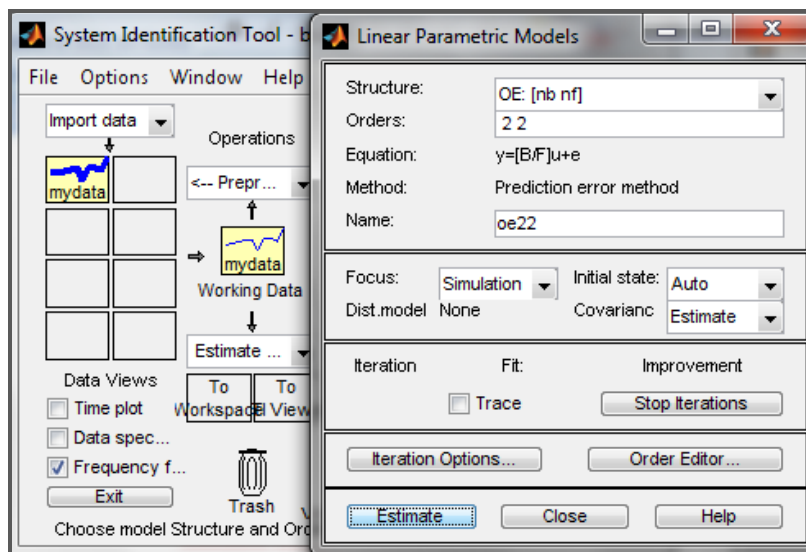 System Identification Tool - b
File Options Window Help
Import data
Operations
mydata
<-- Prepr...
mydata
Working Data
Estimate ...
Data Views
To
Workspace
To
I View
Time plot
Data spec...
Frequency f...
Exit
Trash
Choose model Structure and Ord
Linear Parametric Models
Structure: OE: [nb nf]
Orders: 2 2
Equation: y=[B/F]u+e
Method: Prediction error method
Name: oe22
Focus: Simulation Initial state: Auto
Dist.model None Covarianc Estimate
Iteration Fit: Improvement
Trace Stop Iterations
Iteration Options... Order Editor...
Estimate Close Help